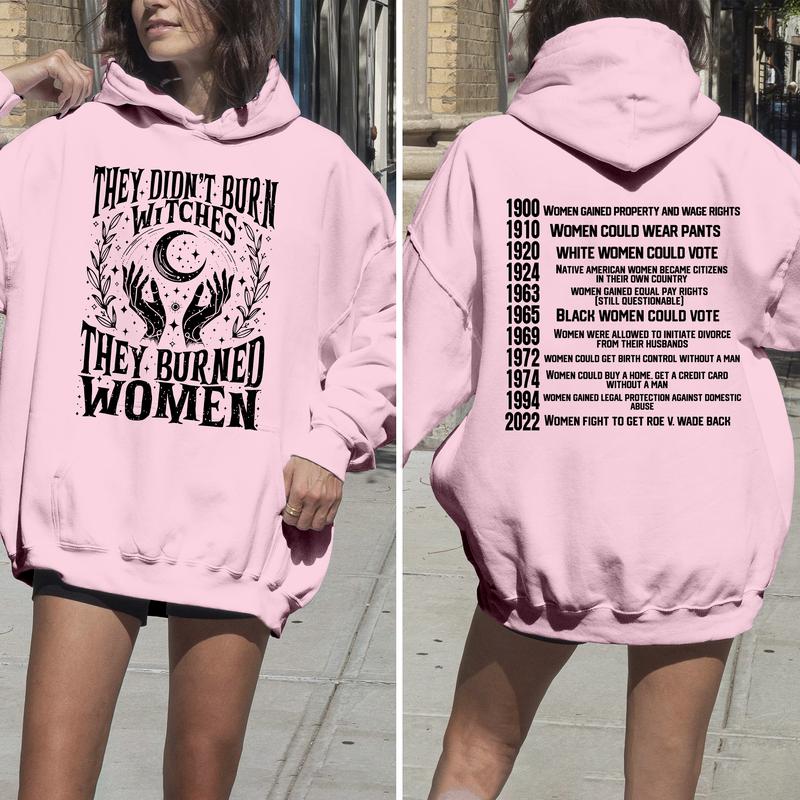 THEY DIDN'T BURN
WITCHES
THEY BURNED
WOMEN
1900 WOMEN GAINED PROPERTY AND WAGE RIGHTS
1910 WOMEN COULD WEAR PANTS
1920 WHITE WOMEN COULD VOTE
1924 NATIVE AMERICAN WOMEN BECAME CITIZENS
IN THEIR OWN COUNTRY
1963 WOMEN GAINED EQUAL PAY RIGHTS
(STILL QUESTIONABLE)
1965 BLACK WOMEN COULD VOTE
1969 WOMEN WERE ALLOWED TO INITIATE DIVORCE
FROM THEIR HUSBANDS
1972 WOMEN COULD GET BIRTH CONTROL WITHOUT A MAN
1974 WOMEN COULD BUY A HOME. GET A CREDIT CARD
WITHOUT A MAN
1994 WOMEN GAINED LEGAL PROTECTION AGAINST DOMESTIC
ABUSE
2022 WOMEN FIGHT TO GET ROE V. WADE BACK